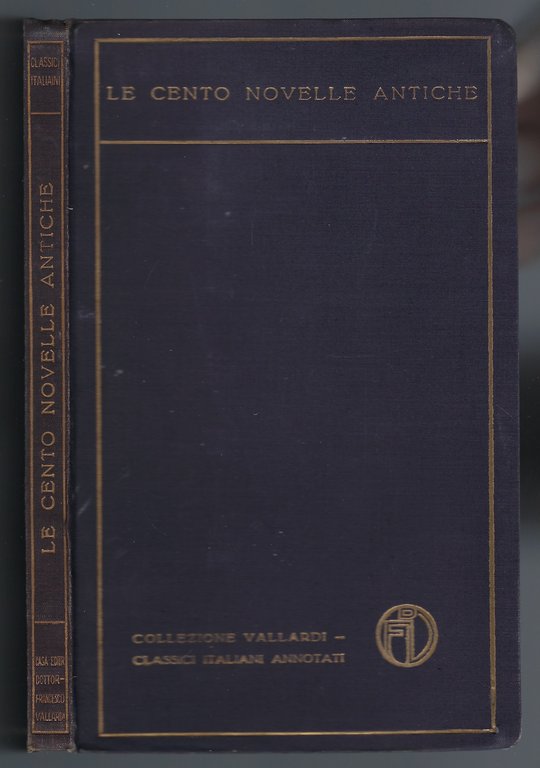 CLASSICI
ITALIANI
LE CENTO NOVELLE ANTICHE
CASA EDITR
DOTTOR
FRANCESCO
VALLARDI
LE CENTO NOVELLE ANTICHE
COLLEZIONE VALLARDI —
CLASSICI ITALIANI ANNOTATI